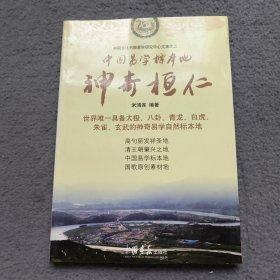 中国易学标本地
神奇桓仁
编著
世界唯一具备太极、八卦、青龙、白虎、
朱雀、玄武的神奇易学自然标本地
高句丽发祥圣地
清王朝肇兴之地
中国易学标本地
国歌原创素材地